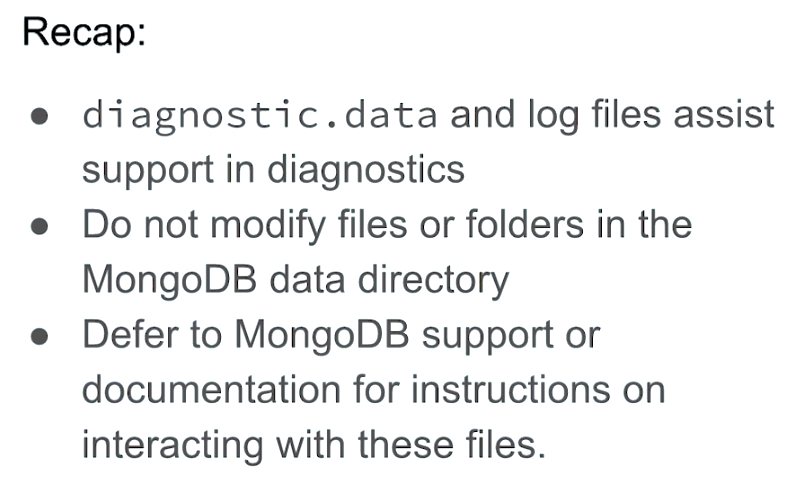 Recap:
● diagnostic.data and log files assist
support in diagnostics
● Do not modify files or folders in the
MongoDB data directory
● Defer to MongoDB support or
documentation for instructions on
interacting with these files.